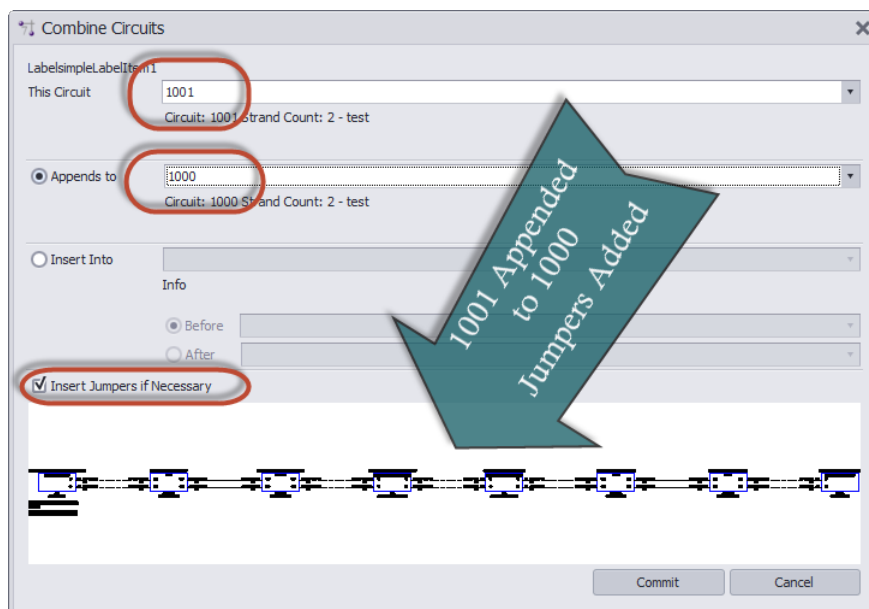 Combine Circuits
LabelsimpleLabelItem1
This Circuit
1001
Circuit: 1001 Strand Count: 2 - test
Appends to
1000
Circuit: 1000 Strand Count: 2 - test
Insert Into
Info
Before
After
Insert Jumpers if Necessary
1001 Appended
to 1000
Jumpers Added
Commit
Cancel